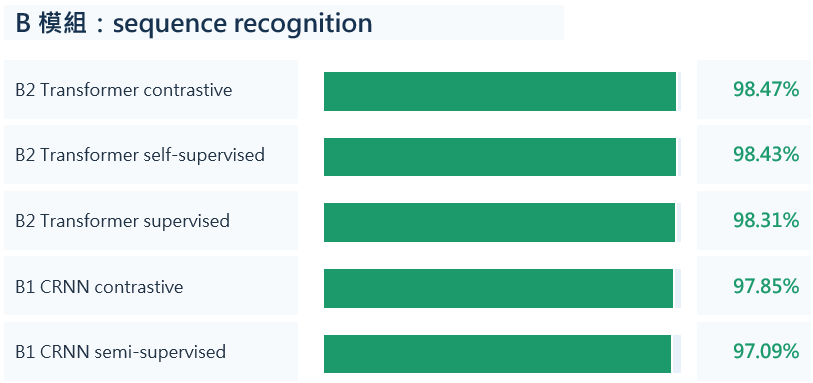 B 模組：sequence recognition
B2 Transformer contrastive 98.47%
B2 Transformer self-supervised 98.43%
B2 Transformer supervised 98.31%
B1 CRNN contrastive 97.85%
B1 CRNN semi-supervised 97.09%